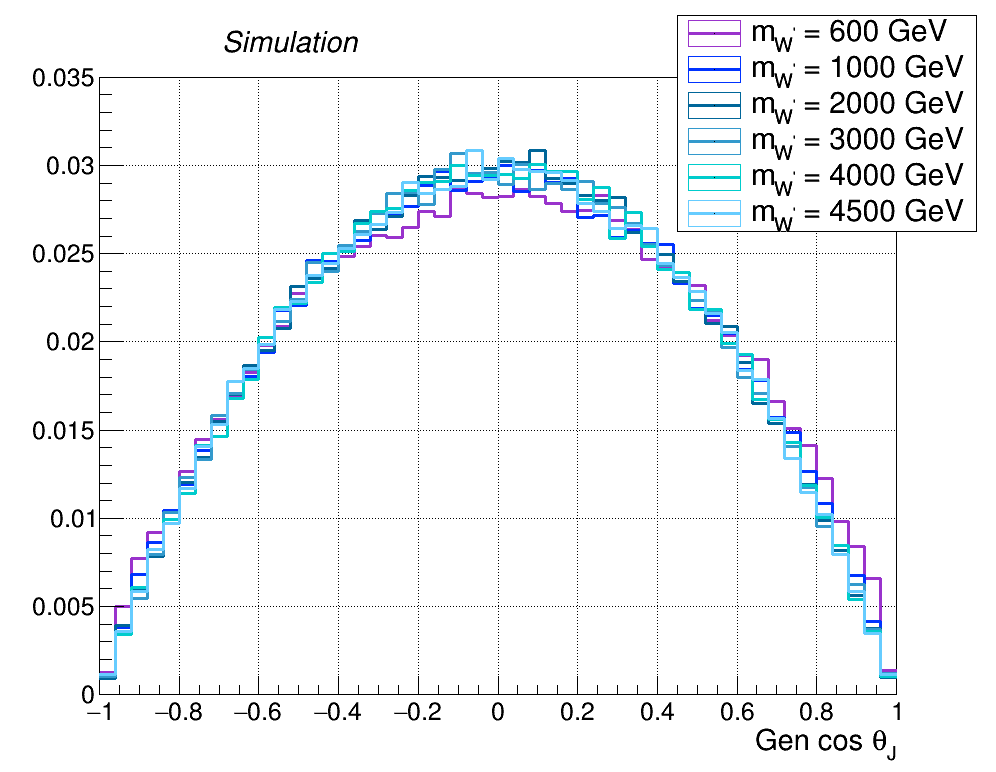 Simulation
m_W' = 600 GeV
m_W' = 1000 GeV
m_W' = 2000 GeV
m_W' = 3000 GeV
m_W' = 4000 GeV
m_W' = 4500 GeV
0.035
0.03
0.025
0.02
0.015
0.01
0.005
0
−1 −0.8 −0.6 −0.4 −0.2 0 0.2 0.4 0.6 0.8 1
Gen cos θ_J